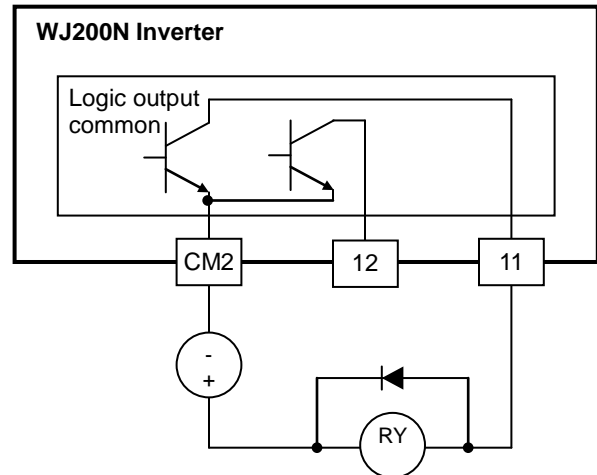 WJ200N Inverter
Logic output
common
CM2
12
11
-
+
RY